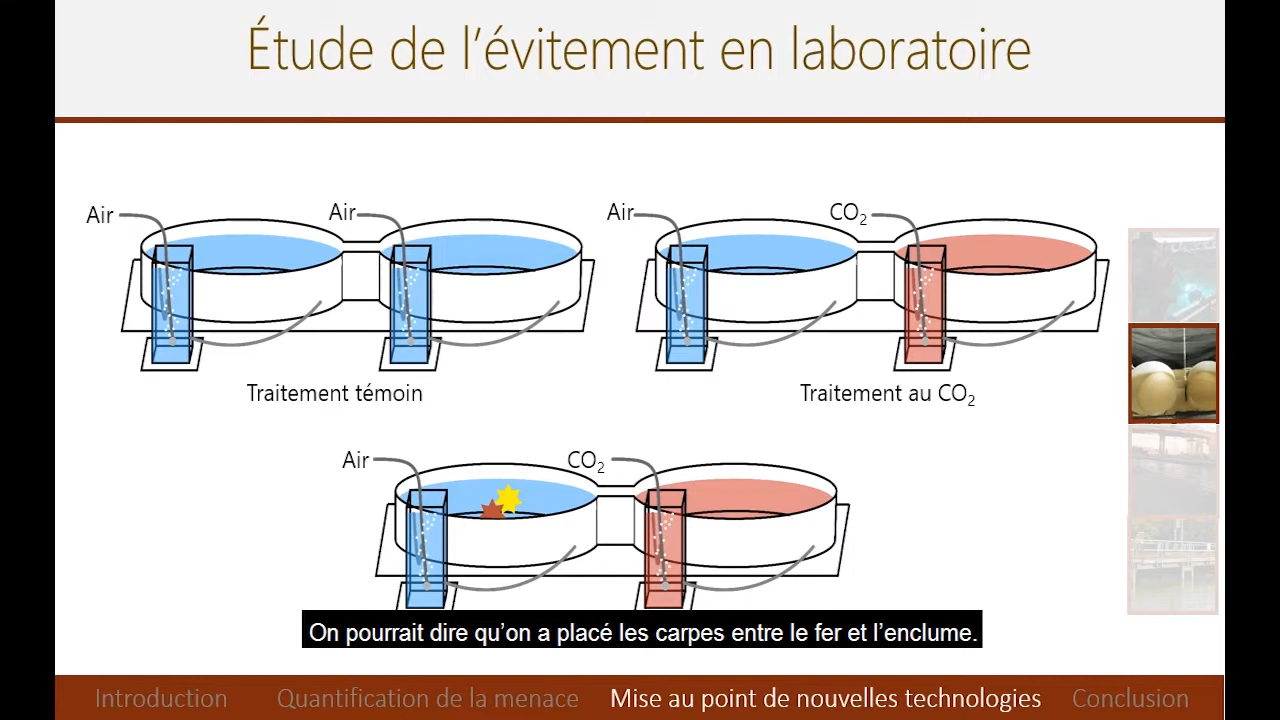 Étude de l’évitement en laboratoire
Air
Air
Air
CO₂
Traitement témoin
Traitement au CO₂
Air
CO₂
On pourrait dire qu’on a placé les carpes entre le fer et l’enclume.
Introduction
Quantification de la menace
Mise au point de nouvelles technologies
Conclusion